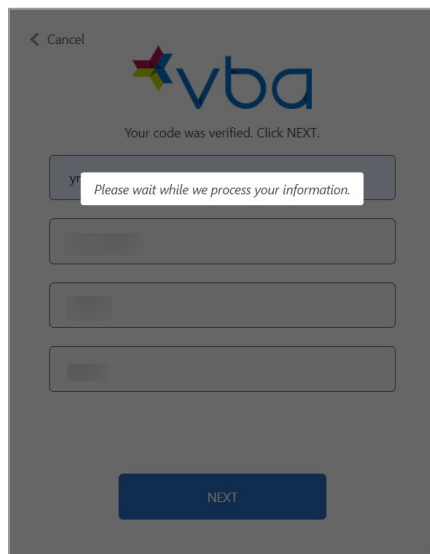 Cancel
vba
Your code was verified. Click NEXT.
Please wait while we process your information.
NEXT